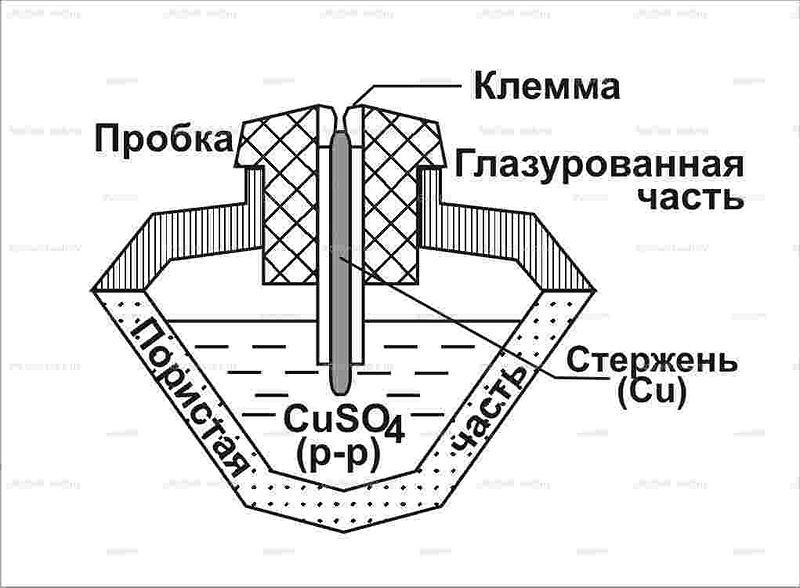 Клемма
Пробка
Глазурованная
часть
Пористая
часть
Стержень
(Cu)
CuSO4
(р-р)